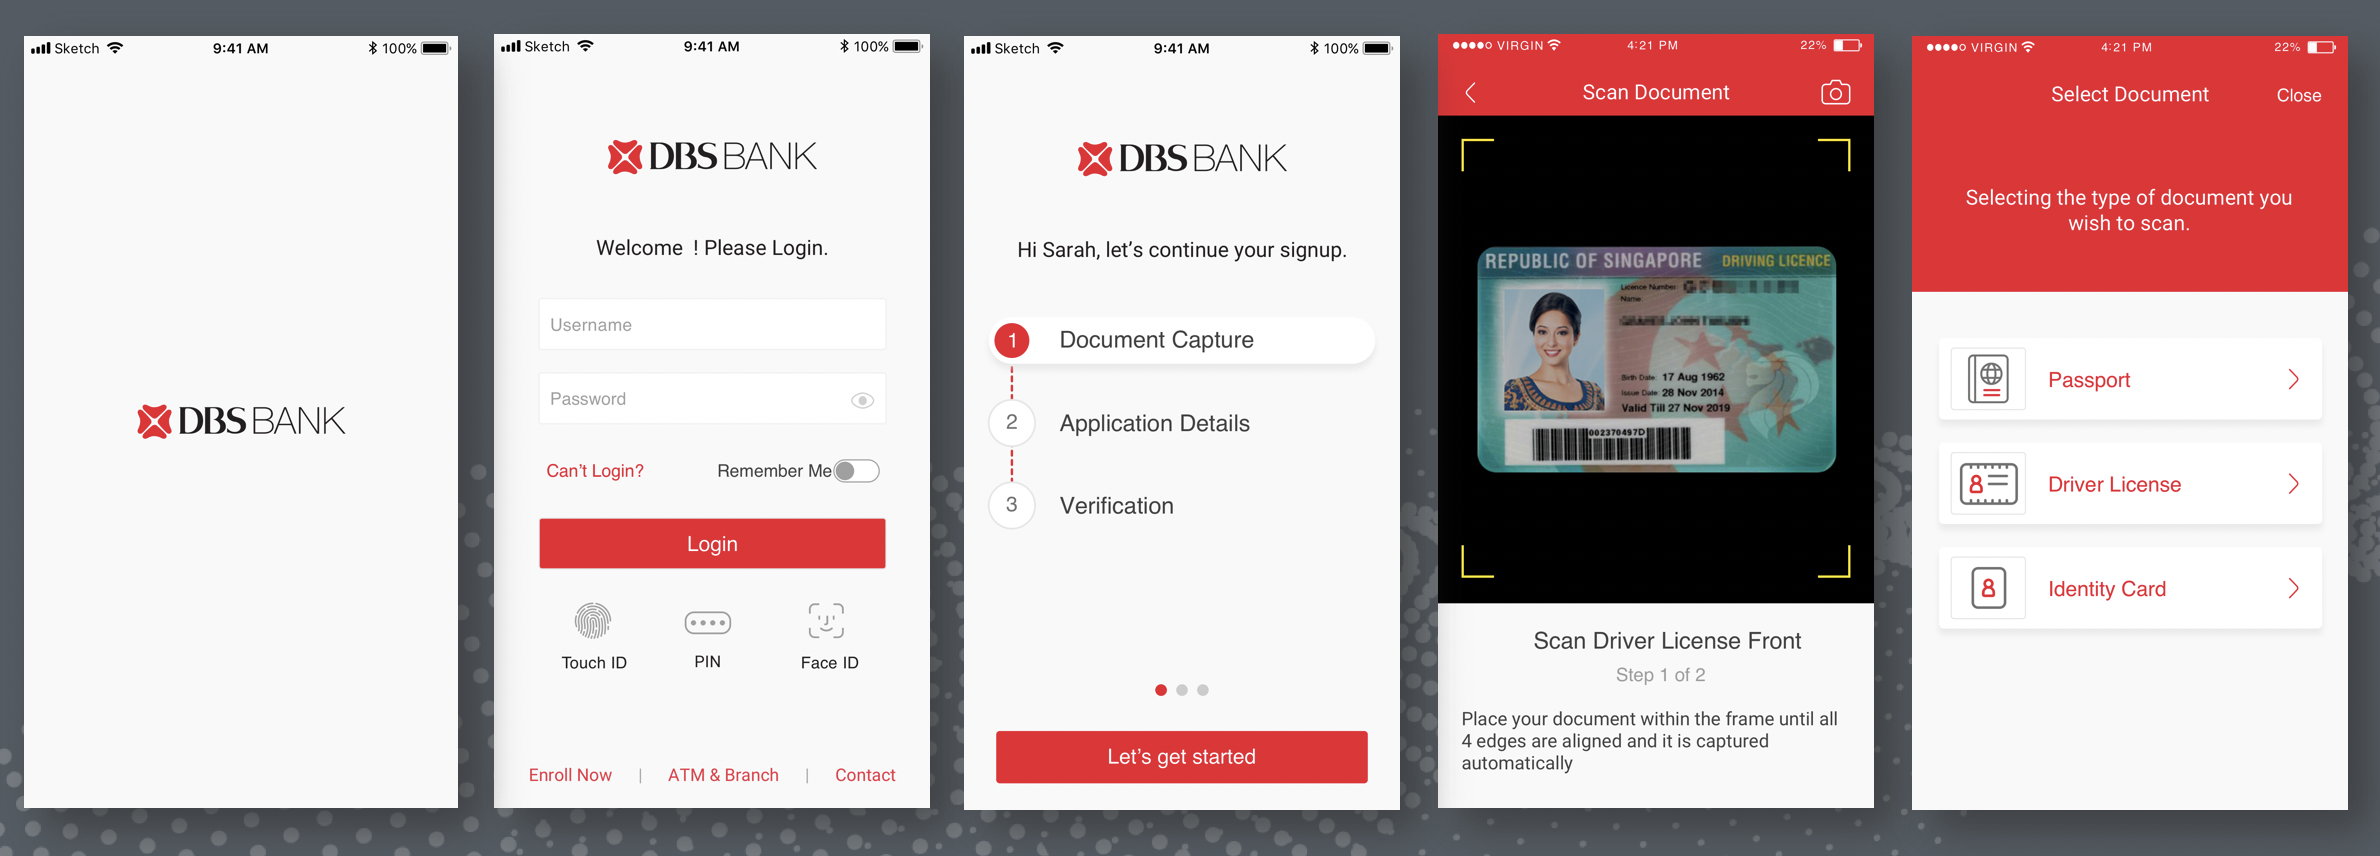 Sketch 9:41 AM 100%
DBS BANK
Sketch 9:41 AM 100%
DBS BANK
Welcome ! Please Login.
Username
Password
Can't Login? Remember Me
Login
Touch ID PIN Face ID
Enroll Now | ATM & Branch | Contact
Sketch 9:41 AM 100%
DBS BANK
Hi Sarah, let's continue your signup.
1 Document Capture
2 Application Details
3 Verification
Let's get started
VIRGIN 4:21 PM 22%
Scan Document
REPUBLIC OF SINGAPORE DRIVING LICENCE
Licence Number:
Name:
Birth Date: 17 Aug 1962
Issue Date: 28 Nov 2014
Valid Till 27 Nov 2019
002370497D
Scan Driver License Front
Step 1 of 2
Place your document within the frame until all
4 edges are aligned and it is captured
automatically
VIRGIN 4:21 PM 22%
Select Document Close
Selecting the type of document you
wish to scan.
Passport
Driver License
Identity Card